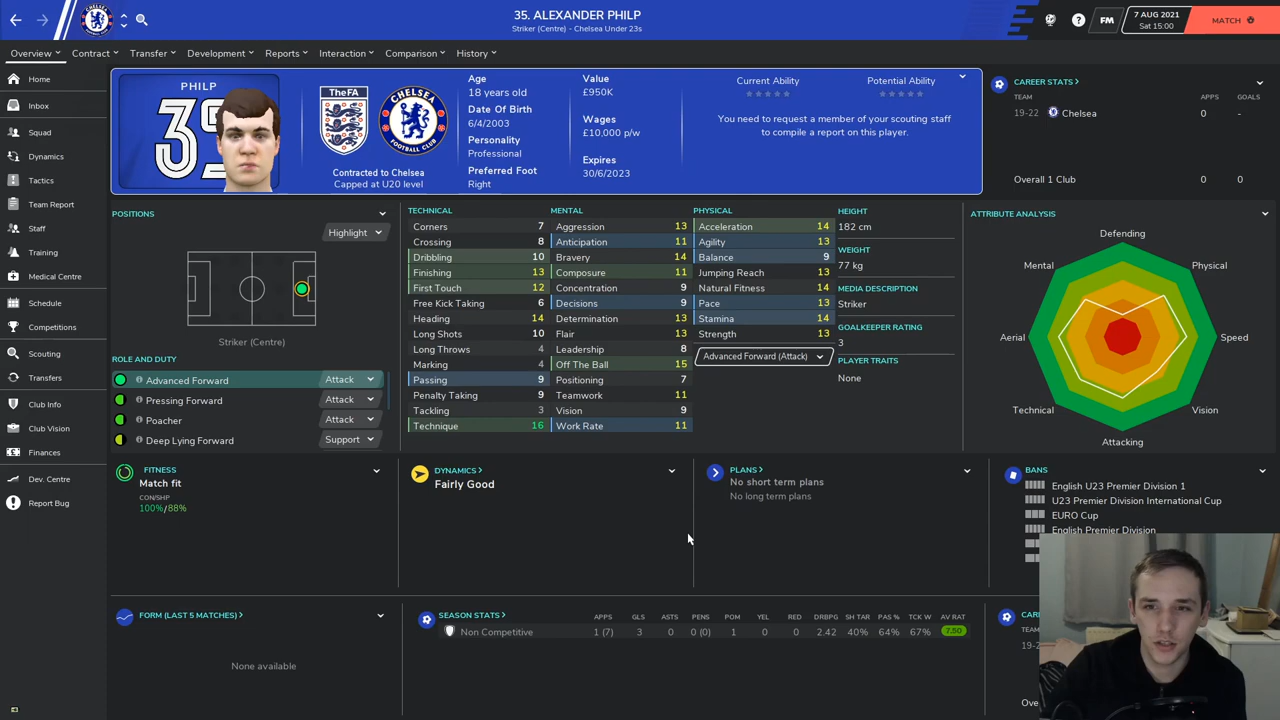 35. ALEXANDER PHILP
Striker (Centre) - Chelsea Under 23s
FM
7 AUG 2021
Sat 15:00
MATCH
Overview
Contract
Transfer
Development
Reports
Interaction
Comparison
History
Home
Inbox
Squad
Dynamics
Tactics
Team Report
Staff
Training
Medical Centre
Schedule
Competitions
Scouting
Transfers
Club Info
Club Vision
Finances
Dev. Centre
Report Bug
PHILP
TheFA
CHELSEA
FOOTBALL CLUB
Contracted to Chelsea
Capped at U20 level
Age
18 years old
Date Of Birth
6/4/2003
Personality
Professional
Preferred Foot
Right
Value
£950K
Wages
£10,000 p/w
Expires
30/6/2023
Current Ability
Potential Ability
You need to request a member of your scouting staff
to compile a report on this player.
CAREER STATS >
TEAM APPS GOALS
19-22 Chelsea 0 -
Overall 1 Club 0 0
POSITIONS
Highlight
Striker (Centre)
ROLE AND DUTY
Advanced Forward Attack
Pressing Forward Attack
Poacher Attack
Deep Lying Forward Support
TECHNICAL
Corners 7
Crossing 8
Dribbling 10
Finishing 13
First Touch 12
Free Kick Taking 6
Heading 14
Long Shots 10
Long Throws 4
Marking 4
Passing 9
Penalty Taking 9
Tackling 3
Technique 16
MENTAL
Aggression 13
Anticipation 11
Bravery 14
Composure 11
Concentration 9
Decisions 9
Determination 13
Flair 13
Leadership 8
Off The Ball 15
Positioning 7
Teamwork 11
Vision 9
Work Rate 11
PHYSICAL
Acceleration 14
Agility 13
Balance 9
Jumping Reach 13
Natural Fitness 14
Pace 13
Stamina 14
Strength 13
Advanced Forward (Attack)
HEIGHT
182 cm
WEIGHT
77 kg
MEDIA DESCRIPTION
Striker
GOALKEEPER RATING
3
PLAYER TRAITS
None
ATTRIBUTE ANALYSIS
Defending
Mental
Physical
Aerial
Speed
Technical
Vision
Attacking
FITNESS
Match fit
CON/SHP
100%/88%
DYNAMICS >
Fairly Good
PLANS >
No short term plans
No long term plans
BANS
English U23 Premier Division 1
U23 Premier Division International Cup
EURO Cup
English Premier Division
FORM (LAST 5 MATCHES) >
None available
SEASON STATS >
APPS GLS ASTS PENS POM YEL RED DRBPG SH TAR PAS % TCK W AV RAT
Non Competitive 1 (7) 3 0 0 (0) 1 0 0 2.42 40% 64% 67% 7.50